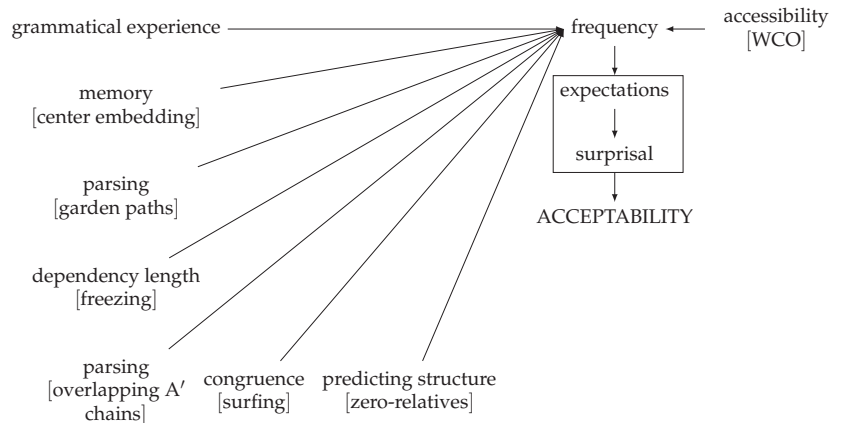 grammatical experience
frequency
accessibility
[WCO]
memory
[center embedding]
expectations
surprisal
parsing
[garden paths]
ACCEPTABILITY
dependency length
[freezing]
parsing
[overlapping A′
chains]
congruence
[surfing]
predicting structure
[zero-relatives]